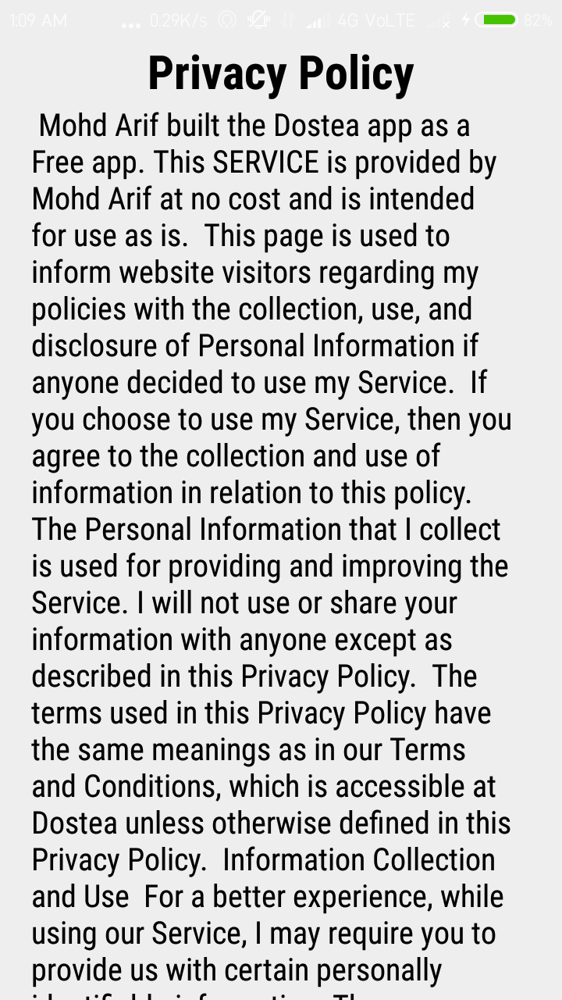 1:09 AM ... 0.29K/s 4G VoLTE 82%
Privacy Policy
Mohd Arif built the Dostea app as a
Free app. This SERVICE is provided by
Mohd Arif at no cost and is intended
for use as is.  This page is used to
inform website visitors regarding my
policies with the collection, use, and
disclosure of Personal Information if
anyone decided to use my Service.  If
you choose to use my Service, then you
agree to the collection and use of
information in relation to this policy.
The Personal Information that I collect
is used for providing and improving the
Service. I will not use or share your
information with anyone except as
described in this Privacy Policy.  The
terms used in this Privacy Policy have
the same meanings as in our Terms
and Conditions, which is accessible at
Dostea unless otherwise defined in this
Privacy Policy.  Information Collection
and Use  For a better experience, while
using our Service, I may require you to
provide us with certain personally